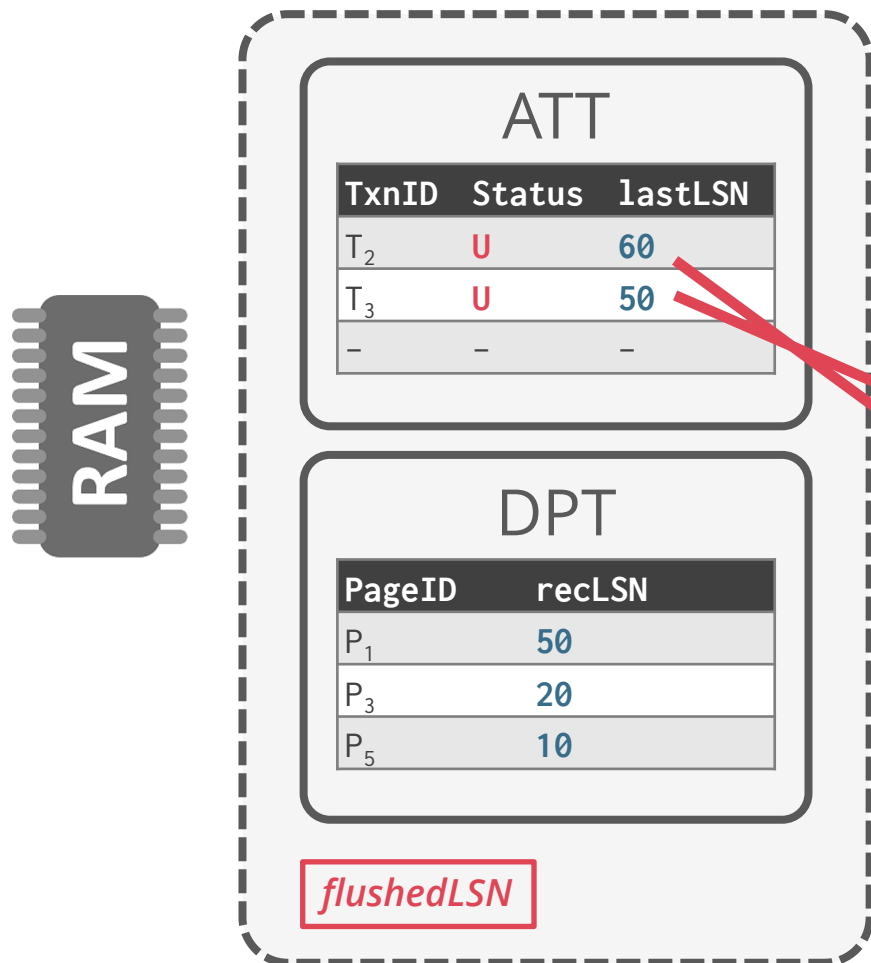 RAM
ATT
TxnID Status lastLSN
T2 U 60
T3 U 50
– – –
DPT
PageID recLSN
P1 50
P3 20
P5 10
flushedLSN